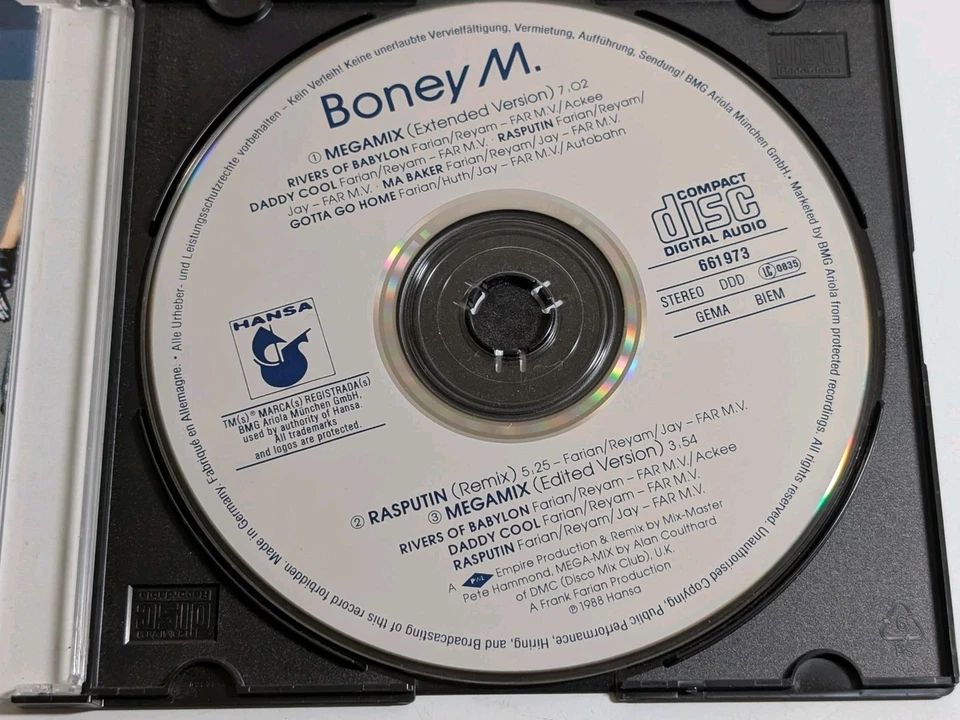 Boney M.
① MEGAMIX (Extended Version) 7,02
RIVERS OF BABYLON Farian/Reyam – FAR M.V./Ackee
DADDY COOL Farian/Reyam – FAR M.V. · RASPUTIN Farian/Reyam/
Jay – FAR M.V. · MA BAKER Farian/Reyam/Jay – FAR M.V.
GOTTA GO HOME Farian/Huth/Jay – FAR M.V./Autobahn
COMPACT
disc
DIGITAL AUDIO
661973
STEREO DDD LC 0835
GEMA BIEM
HANSA
TM(s)® MARCA(s) REGISTRADA(s)
BMG Ariola München GmbH,
used by authority of Hansa.
All trademarks
and logos are protected.
② RASPUTIN (Remix) 5,25 – Farian/Reyam/Jay – FAR M.V.
③ MEGAMIX (Edited Version) 3.54
RIVERS OF BABYLON Farian/Reyam – FAR M.V./Ackee
DADDY COOL Farian/Reyam – FAR M.V.
RASPUTIN Farian/Reyam/Jay – FAR M.V.
A PAL Empire Production & Remix by Mix-Master
Pete Hammond, MEGA-MIX by Alan Coulthard
of DMC (Disco Mix Club), U.K.
A Frank Farian Production
℗ 1988 Hansa
Made in Germany. Fabriqué en Allemagne. • Alle Urheber- und Leistungsschutzrechte vorbehalten – Kein Verleih! Keine unerlaubte Vervielfältigung, Vermietung, Aufführung, Sendung! BMG Ariola München GmbH • Marketed by BMG Ariola from protected recordings. All rights reserved. Unauthorised Copying, Public Performance, Hiring, and Broadcasting of this record forbidden.
disc